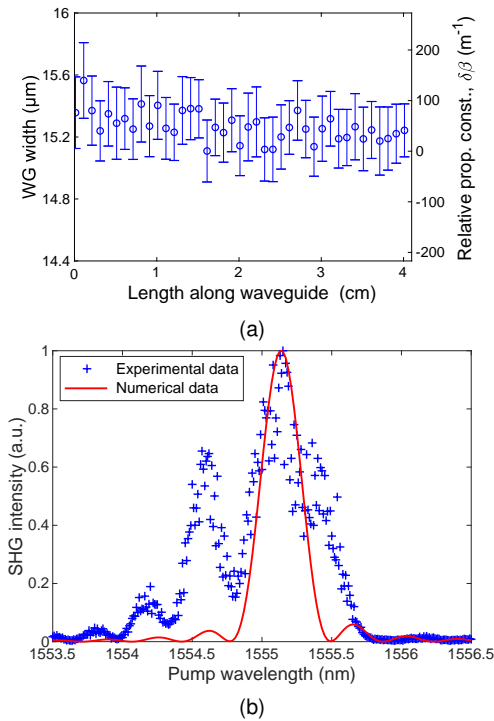 16
15.6
15.2
14.8
14.4
WG width (µm)
200
100
0
-100
-200
Relative prop. const., δβ (m⁻¹)
0 1 2 3 4
Length along waveguide (cm)
(a)
1
0.8
0.6
0.4
0.2
0
SHG intensity (a.u.)
Experimental data
Numerical data
1553.5 1554 1554.5 1555 1555.5 1556 1556.5
Pump wavelength (nm)
(b)